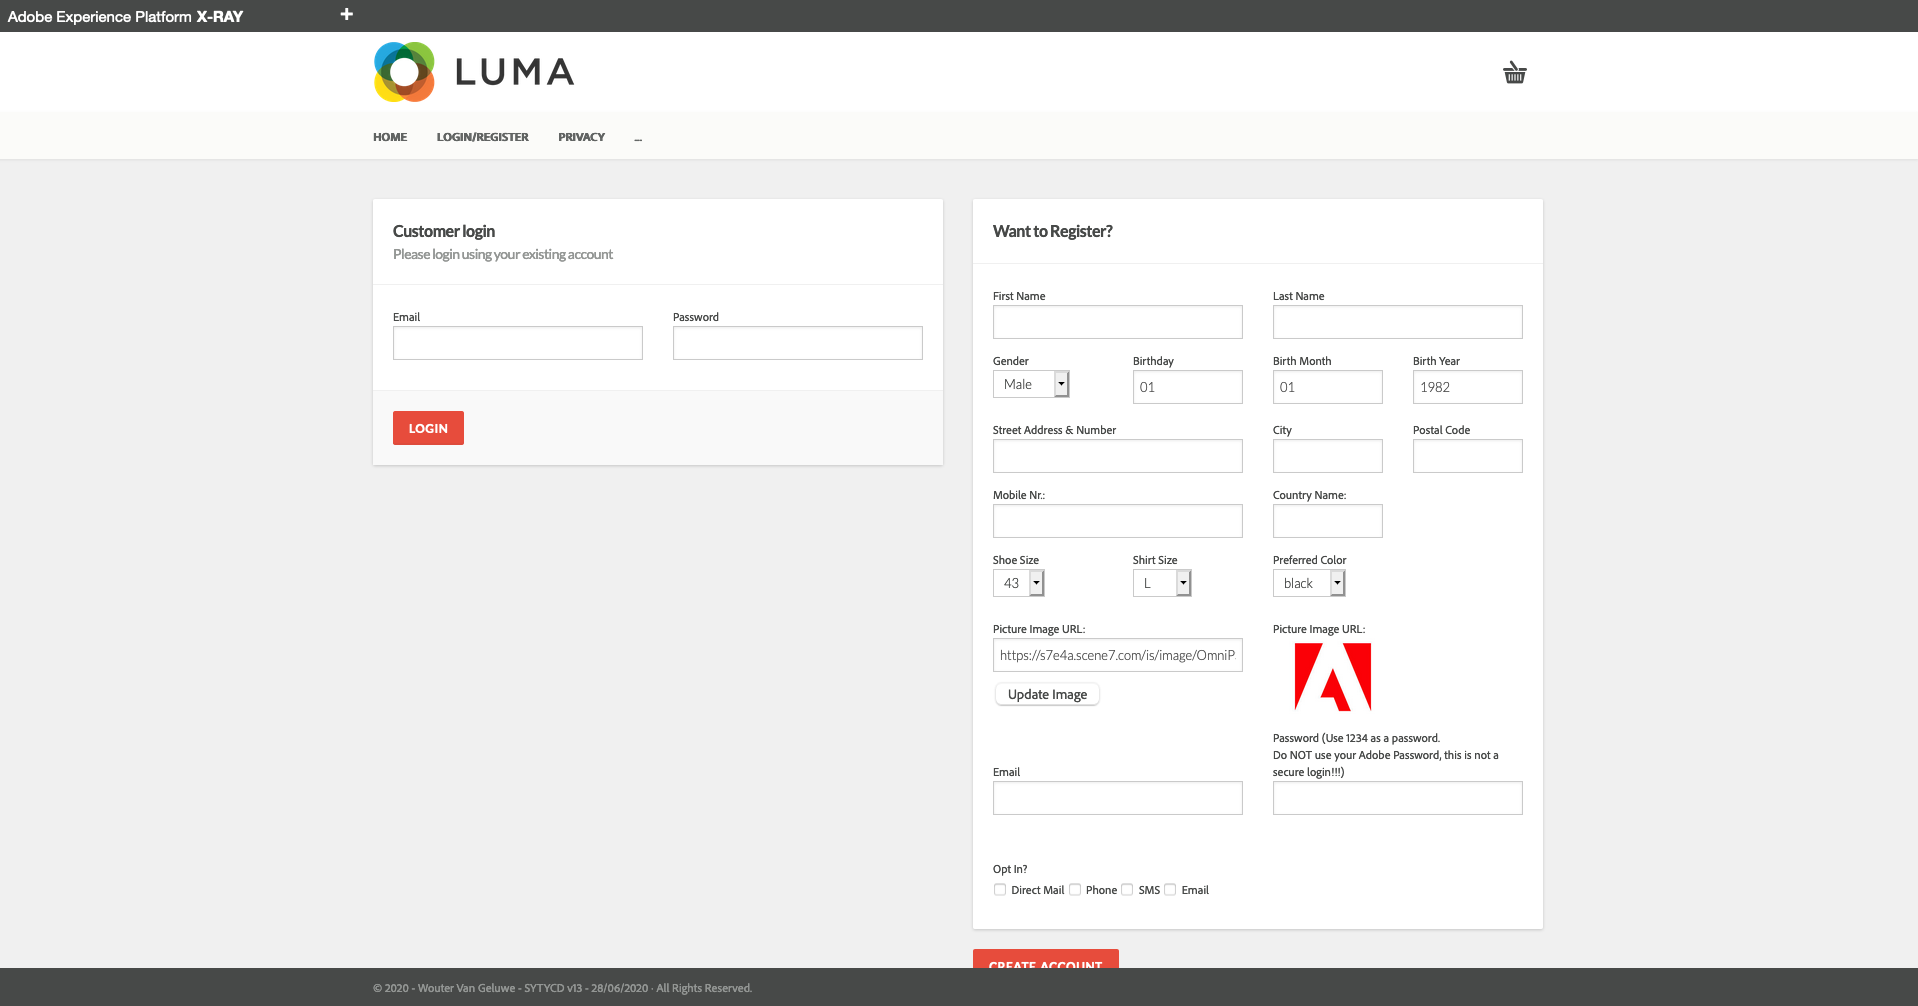 Adobe Experience Platform X-RAY
LUMA
HOME LOGIN/REGISTER PRIVACY ...
Customer login
Please login using your existing account
Email Password
LOGIN
Want to Register?
First Name Last Name
Gender Birthday Birth Month Birth Year
Male 01 01 1982
Street Address & Number City Postal Code
Mobile Nr.: Country Name:
Shoe Size Shirt Size Preferred Color
43 L black
Picture Image URL: Picture Image URL:
https://s7e4a.scene7.com/is/image/OmniP
Update Image
Password (Use 1234 as a password.
Do NOT use your Adobe Password, this is not a
Email secure login!!!)
Opt In?
Direct Mail Phone SMS Email
CREATE ACCOUNT
© 2020 - Wouter Van Geluwe - SYTYCD v13 - 28/06/2020 · All Rights Reserved.